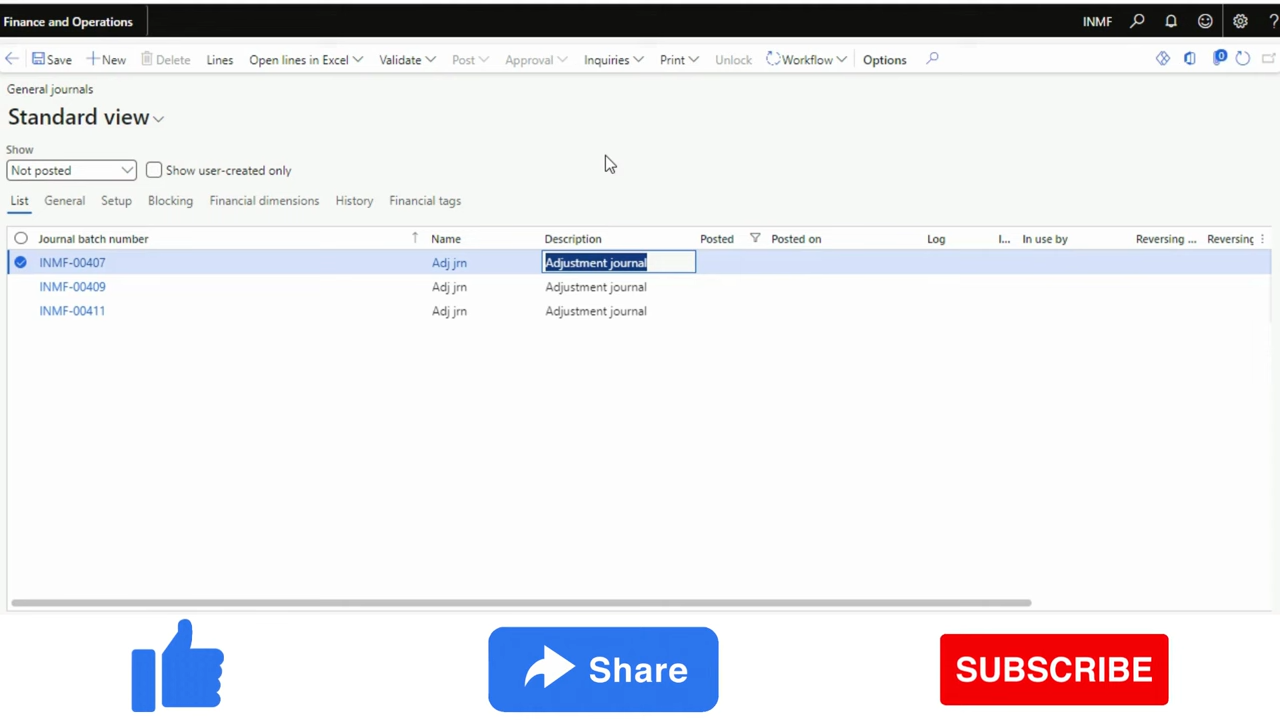 Finance and Operations INMF ?
Save New Delete Lines Open lines in Excel Validate Post Approval Inquiries Print Unlock Workflow Options 0
General journals
Standard view
Show
Not posted Show user-created only
List General Setup Blocking Financial dimensions History Financial tags
Journal batch number Name Description Posted Posted on Log I... In use by Reversing ... Reversing
INMF-00407 Adj jrn Adjustment journal
INMF-00409 Adj jrn Adjustment journal
INMF-00411 Adj jrn Adjustment journal
Share SUBSCRIBE